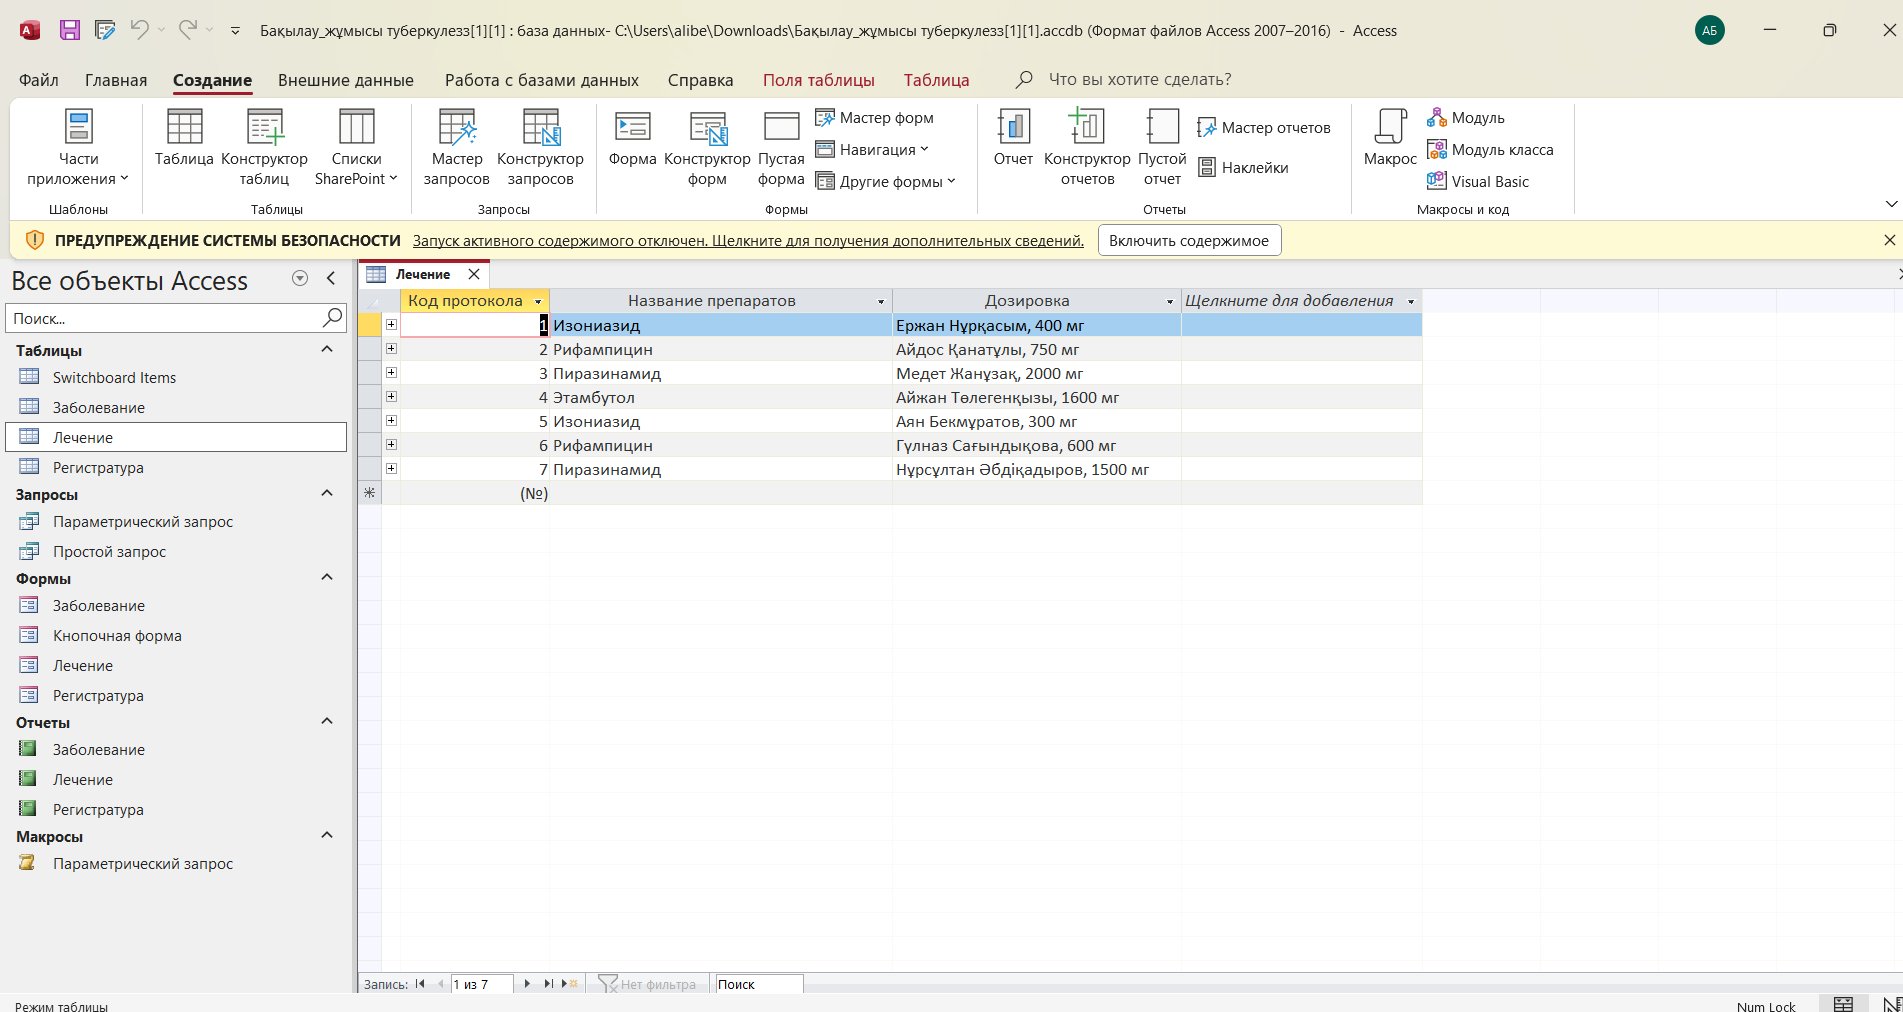 Бақылау_жұмысы туберкулезз[1][1] : база данных- C:\Users\alibe\Downloads\Бақылау_жұмысы туберкулезз[1][1].accdb (Формат файлов Access 2007–2016) - Access
АБ
Файл Главная Создание Внешние данные Работа с базами данных Справка Поля таблицы Таблица Что вы хотите сделать?
Части приложения
Таблица
Конструктор таблиц
Списки SharePoint
Мастер запросов
Конструктор запросов
Форма
Конструктор форм
Пустая форма
Мастер форм
Навигация
Другие формы
Отчет
Конструктор отчетов
Пустой отчет
Мастер отчетов
Наклейки
Макрос
Модуль
Модуль класса
Visual Basic
Шаблоны Таблицы Запросы Формы Отчеты Макросы и код
ПРЕДУПРЕЖДЕНИЕ СИСТЕМЫ БЕЗОПАСНОСТИ Запуск активного содержимого отключен. Щелкните для получения дополнительных сведений. Включить содержимое
Все объекты Access
Поиск...
Таблицы
Switchboard Items
Заболевание
Лечение
Регистратура
Запросы
Параметрический запрос
Простой запрос
Формы
Заболевание
Кнопочная форма
Лечение
Регистратура
Отчеты
Заболевание
Лечение
Регистратура
Макросы
Параметрический запрос
Лечение
Код протокола Название препаратов Дозировка Щелкните для добавления
1 Изониазид Ержан Нұрқасым, 400 мг
2 Рифампицин Айдос Қанатұлы, 750 мг
3 Пиразинамид Медет Жанұзақ, 2000 мг
4 Этамбутол Айжан Төлегенқызы, 1600 мг
5 Изониазид Аян Бекмұратов, 300 мг
6 Рифампицин Гүлназ Сағындықова, 600 мг
7 Пиразинамид Нұрсұлтан Әбдіқадыров, 1500 мг
(№)
Запись: 1 из 7 Нет фильтра Поиск
Режим таблицы Num Lock